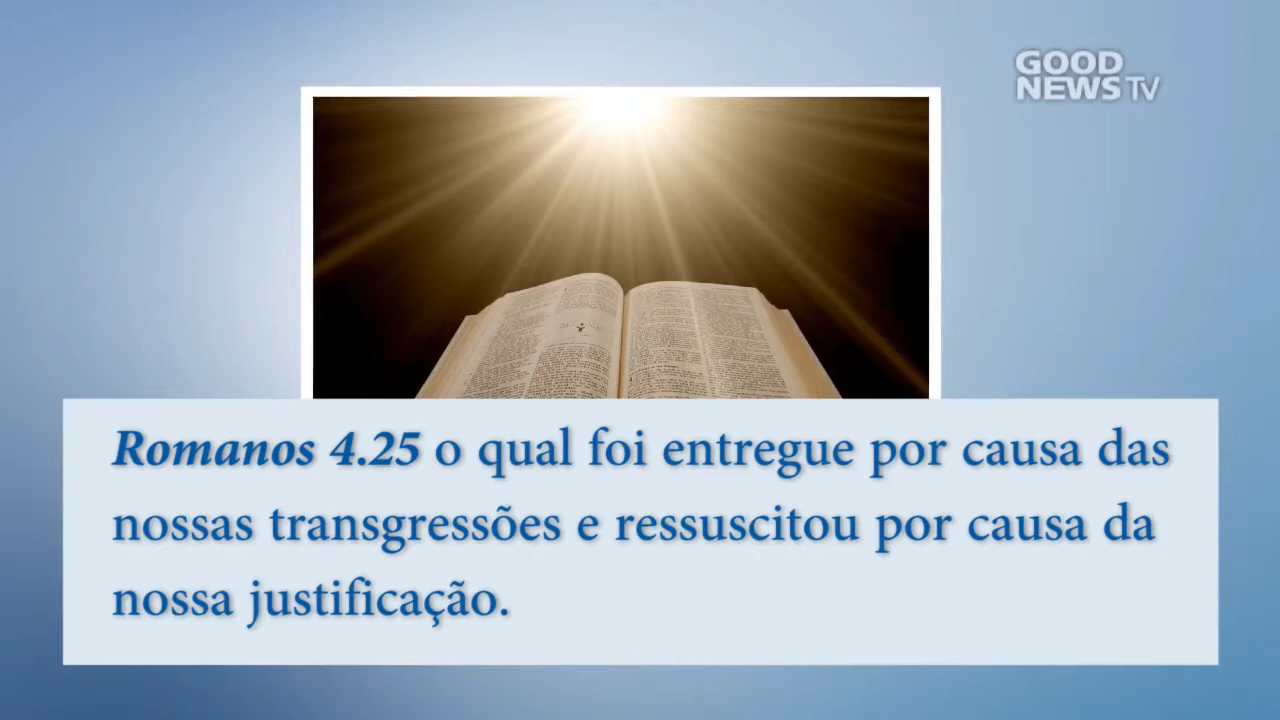 GOOD
NEWS TV
Romanos 4.25 o qual foi entregue por causa das
nossas transgressões e ressuscitou por causa da
nossa justificação.